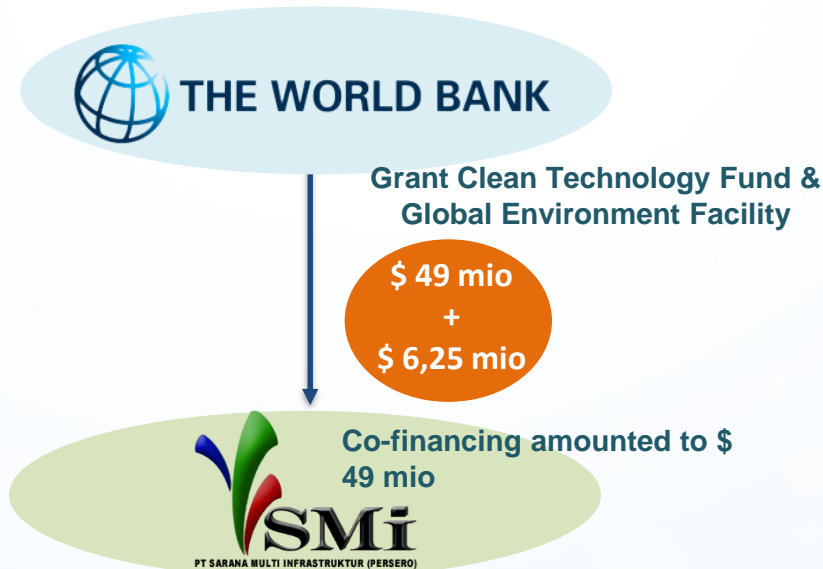 THE WORLD BANK
Grant Clean Technology Fund &
Global Environment Facility
$ 49 mio
+
$ 6,25 mio
Co-financing amounted to $
49 mio
SMi
PT SARANA MULTI INFRASTRUKTUR (PERSERO)